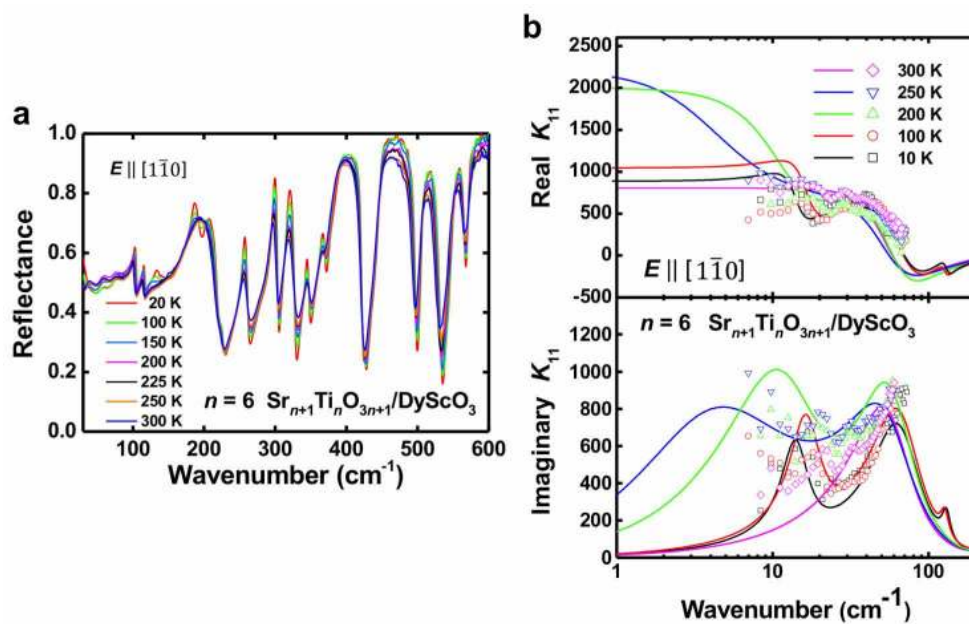 a
1.0
0.8
0.6
0.4
0.2
0.0
Reflectance
E || [11̄0]
20 K
100 K
150 K
200 K
225 K
250 K
300 K
n = 6 Srn+1TinO3n+1/DyScO3
100 200 300 400 500 600
Wavenumber (cm-1)
b
2500
2000
1500
1000
500
0
-500
Real K11
300 K
250 K
200 K
100 K
10 K
E || [11̄0]
1000
800
600
400
200
0
Imaginary K11
n = 6 Srn+1TinO3n+1/DyScO3
1 10 100
Wavenumber (cm-1)